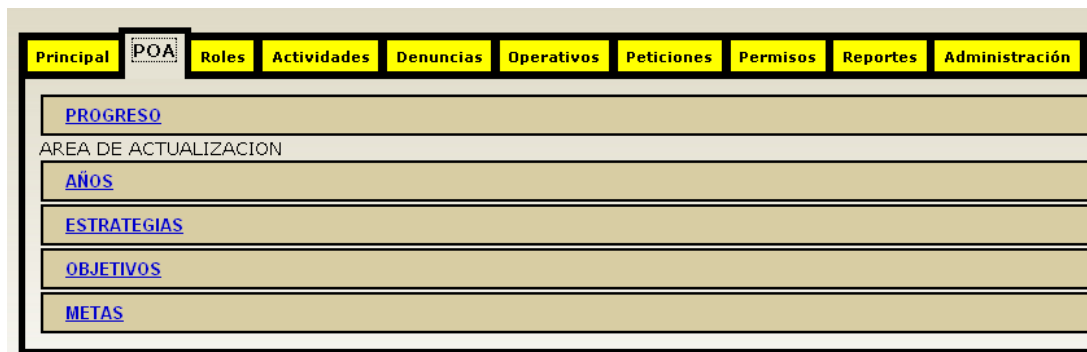 Principal POA Roles Actividades Denuncias Operativos Peticiones Permisos Reportes Administración
PROGRESO
AREA DE ACTUALIZACION
AÑOS
ESTRATEGIAS
OBJETIVOS
METAS